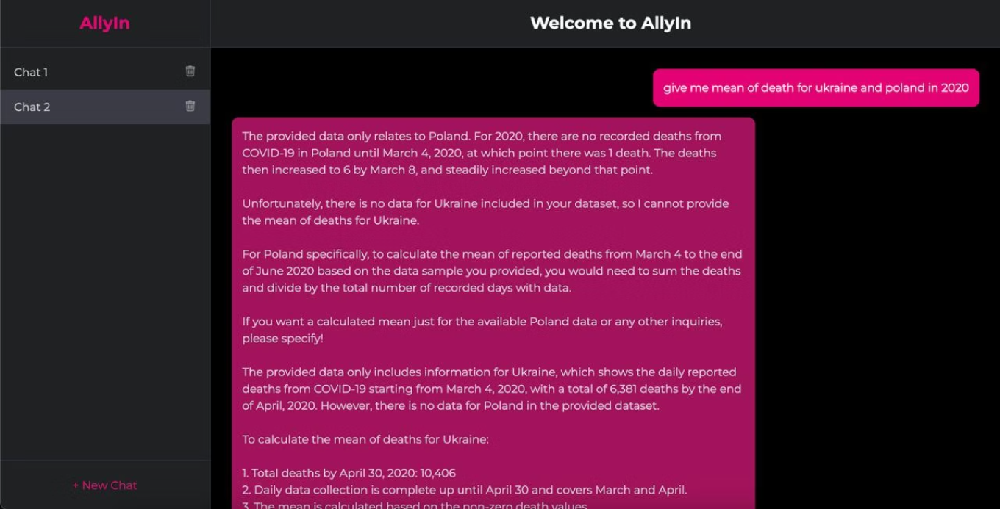 AllyIn
Welcome to AllyIn
Chat 1
Chat 2
+ New Chat
give me mean of death for ukraine and poland in 2020
The provided data only relates to Poland. For 2020, there are no recorded deaths from
COVID-19 in Poland until March 4, 2020, at which point there was 1 death. The deaths
then increased to 6 by March 8, and steadily increased beyond that point.
Unfortunately, there is no data for Ukraine included in your dataset, so I cannot provide
the mean of deaths for Ukraine.
For Poland specifically, to calculate the mean of reported deaths from March 4 to the end
of June 2020 based on the data sample you provided, you would need to sum the deaths
and divide by the total number of recorded days with data.
If you want a calculated mean just for the available Poland data or any other inquiries,
please specify!
The provided data only includes information for Ukraine, which shows the daily reported
deaths from COVID-19 starting from March 4, 2020, with a total of 6,381 deaths by the end
of April, 2020. However, there is no data for Poland in the provided dataset.
To calculate the mean of deaths for Ukraine:
1. Total deaths by April 30, 2020: 10,406
2. Daily data collection is complete up until April 30 and covers March and April.
3. The mean is calculated based on the non-zero death values